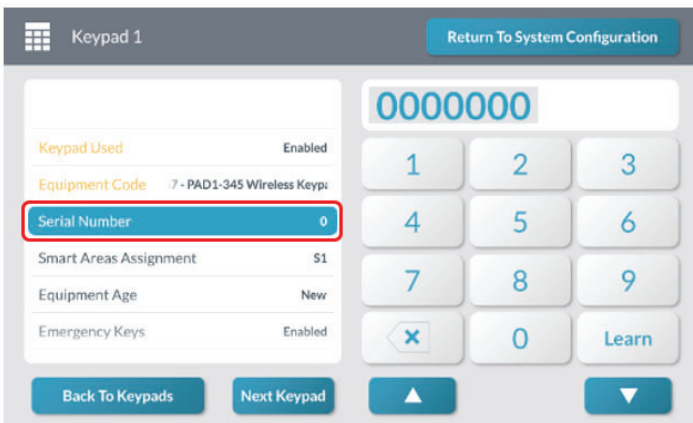 Keypad 1
Return To System Configuration
0000000
Keypad Used Enabled
Equipment Code 7 - PAD1-345 Wireless Keypa
Serial Number 0
Smart Areas Assignment S1
Equipment Age New
Emergency Keys Enabled
1 2 3
4 5 6
7 8 9
0 Learn
Back To Keypads
Next Keypad